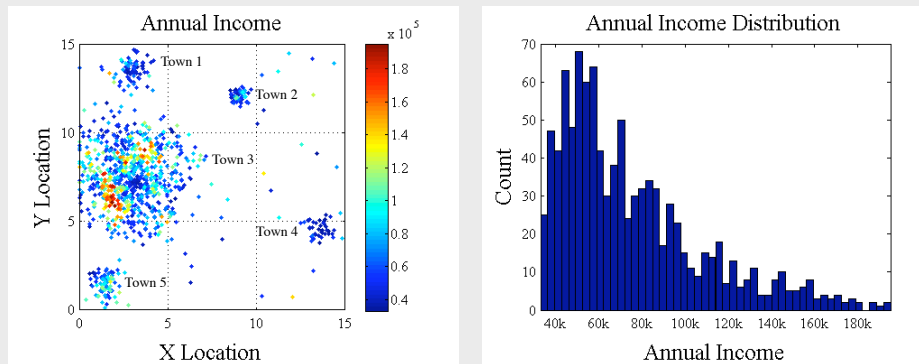 Annual Income
x 10^5
15
10
5
0
Y Location
0
5
10
15
X Location
Town 1
Town 2
Town 3
Town 4
Town 5
1.8
1.6
1.4
1.2
1
0.8
0.6
0.4
Annual Income Distribution
70
60
50
40
30
20
10
0
Count
40k 60k 80k 100k 120k 140k 160k 180k
Annual Income